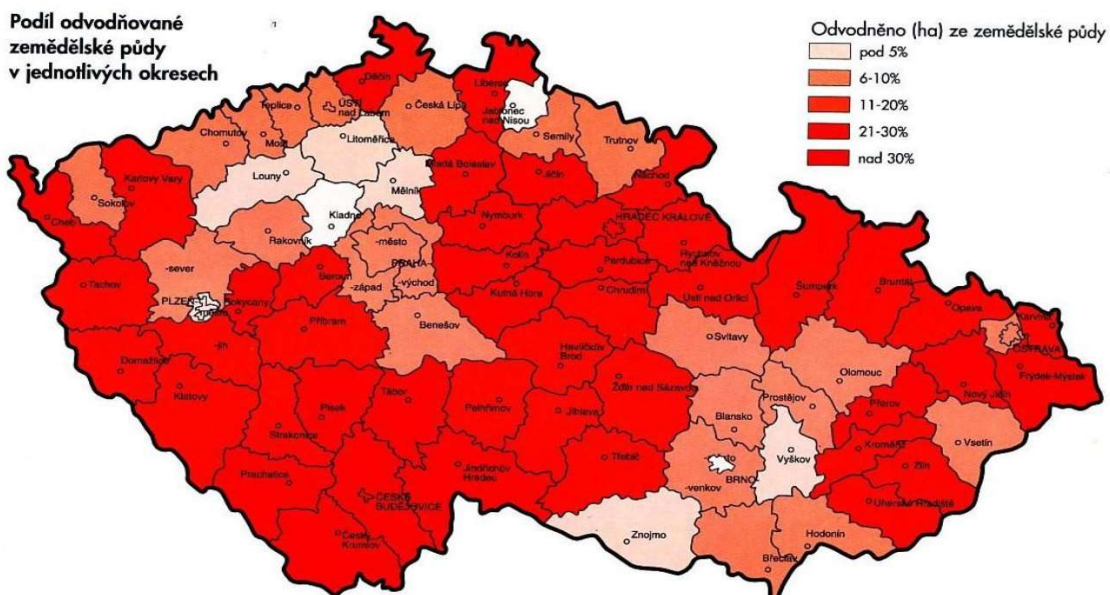 Podíl odvodňované
zemědělské půdy
v jednotlivých okresech
Odvodněno (ha) ze zemědělské půdy
pod 5%
6-10%
11-20%
21-30%
nad 30%
Děčín
Liberec
Teplice
ÚSTÍ
nad Labem
Česká Lípa
Jablonec
nad Nisou
Chomutov
Most
Litoměřice
Semily
Trutnov
Karlovy Vary
Louny
Mladá Boleslav
Jičín
Náchod
Sokolov
Mělník
Cheb
Kladno
Nymburk
HRADEC KRÁLOVÉ
Rakovník
-město
PRAHA
Kolín
Pardubice
Rychnov
nad Kněžnou
-sever
Beroun
-západ
-východ
Tachov
Kutná Hora
Chrudim
Ústí nad Orlicí
Šumperk
Bruntál
PLZEŇ
Rokycany
Opava
Karviná
Příbram
Benešov
Svitavy
OSTRAVA
-jih
Havlíčkův
Brod
Domažlice
Olomouc
Frýdek-Místek
Klatovy
Žďár nad Sázavou
Nový Jičín
Tábor
Pelhřimov
Prostějov
Přerov
Písek
Jihlava
Blansko
Strakonice
Kroměříž
Vsetín
Třebíč
Vyškov
Zlín
Prachatice
Jindřichův
Hradec
BRNO
-venkov
ČESKÉ
BUDĚJOVICE
Uherské Hradiště
Český
Krumlov
Znojmo
Hodonín
Břeclav